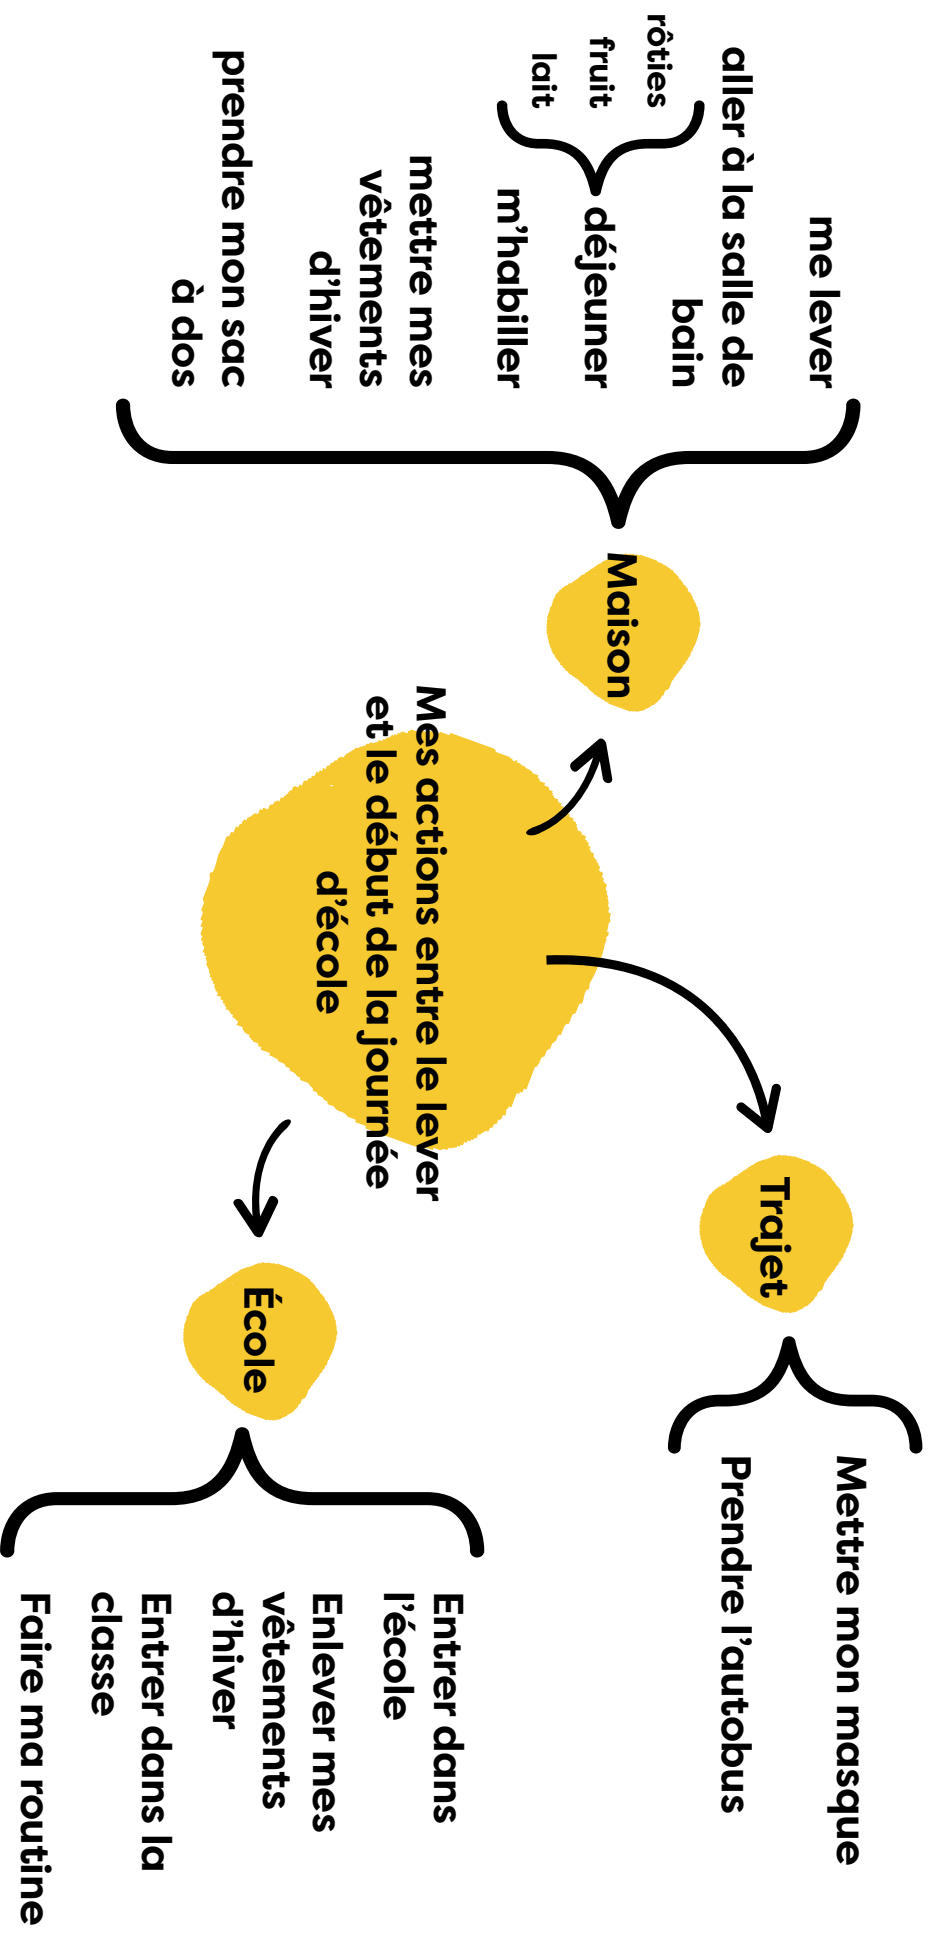 me lever
aller à la salle de
bain
rôties
fruit
lait
déjeuner
m'habiller
mettre mes
vêtements
d'hiver
prendre mon sac
à dos
Maison
Mes actions entre le lever
et le début de la journée
d'école
Trajet
Mettre mon masque
Prendre l'autobus
École
Entrer dans
l'école
Enlever mes
vêtements
d'hiver
Entrer dans la
classe
Faire ma routine